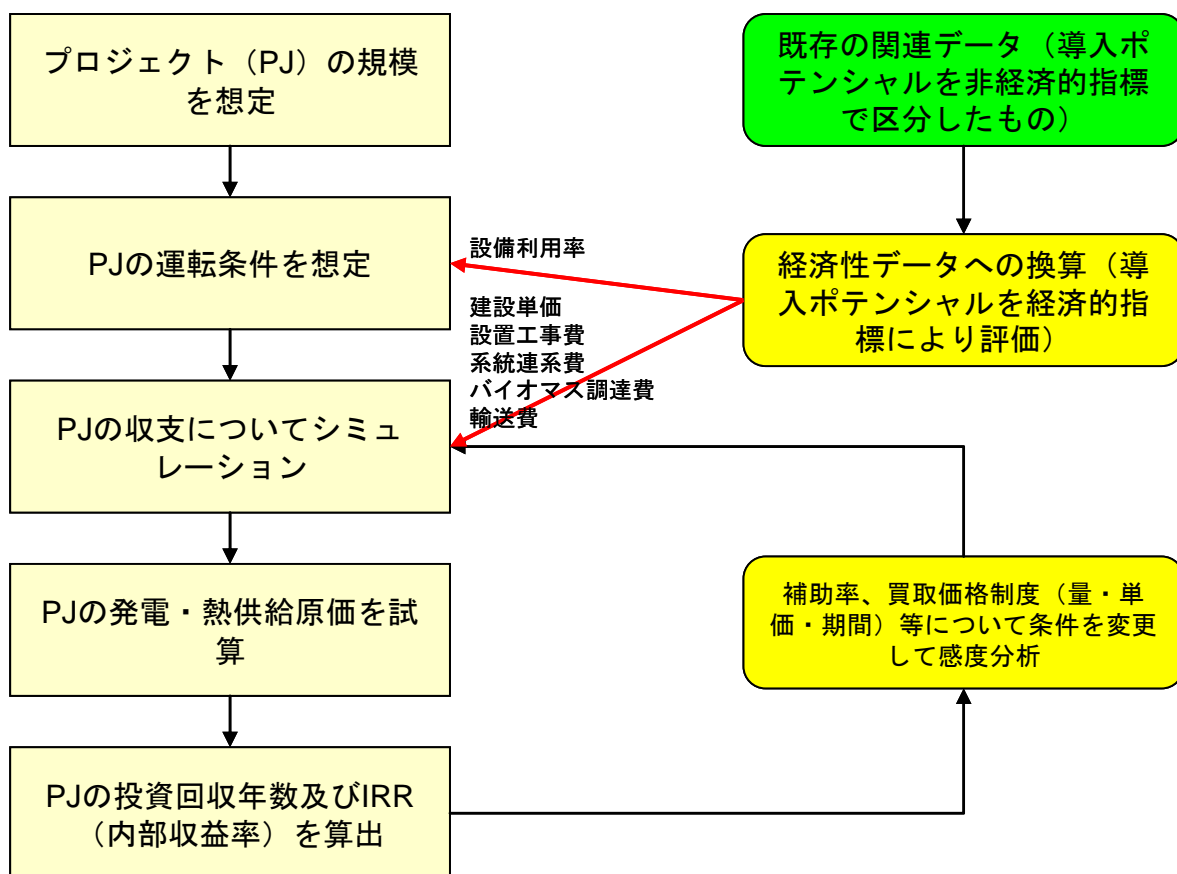 プロジェクト（PJ）の規模
を想定
PJの運転条件を想定
PJの収支についてシミュ
レーション
PJの発電・熱供給原価を試
算
PJの投資回収年数及びIRR
（内部収益率）を算出
既存の関連データ（導入ポ
テンシャルを非経済的指標
で区分したもの）
経済性データへの換算（導
入ポテンシャルを経済的指
標により評価）
設備利用率
建設単価
設置工事費
系統連系費
バイオマス調達費
輸送費
補助率、買取価格制度（量・単
価・期間）等について条件を変更
して感度分析